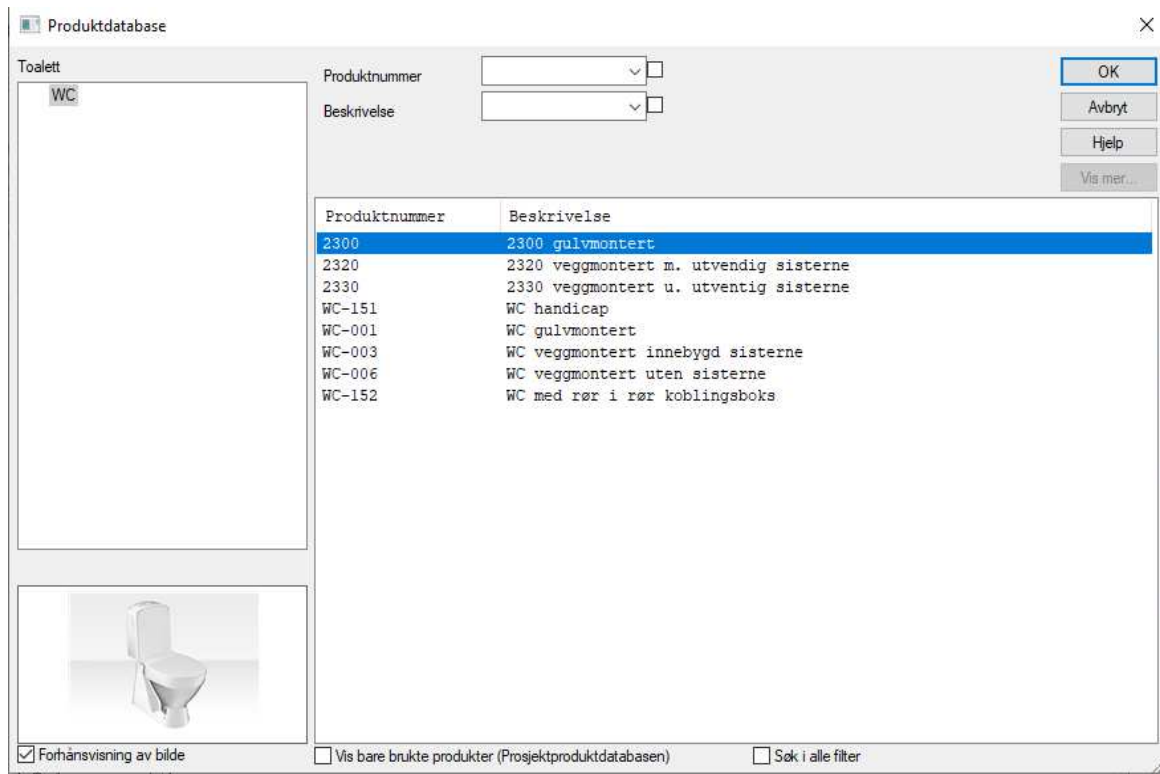 Produktdatabase
Toalett
WC
Produktnummer
Beskrivelse
OK
Avbryt
Hjelp
Vis mer...
Produktnummer Beskrivelse
2300 2300 gulvmontert
2320 2320 veggmontert m. utvendig sisterne
2330 2330 veggmontert u. utventig sisterne
WC-151 WC handicap
WC-001 WC gulvmontert
WC-003 WC veggmontert innebygd sisterne
WC-006 WC veggmontert uten sisterne
WC-152 WC med rør i rør koblingsboks
Forhånsvisning av bilde
Vis bare brukte produkter (Prosjektproduktdatabasen)
Søk i alle filter